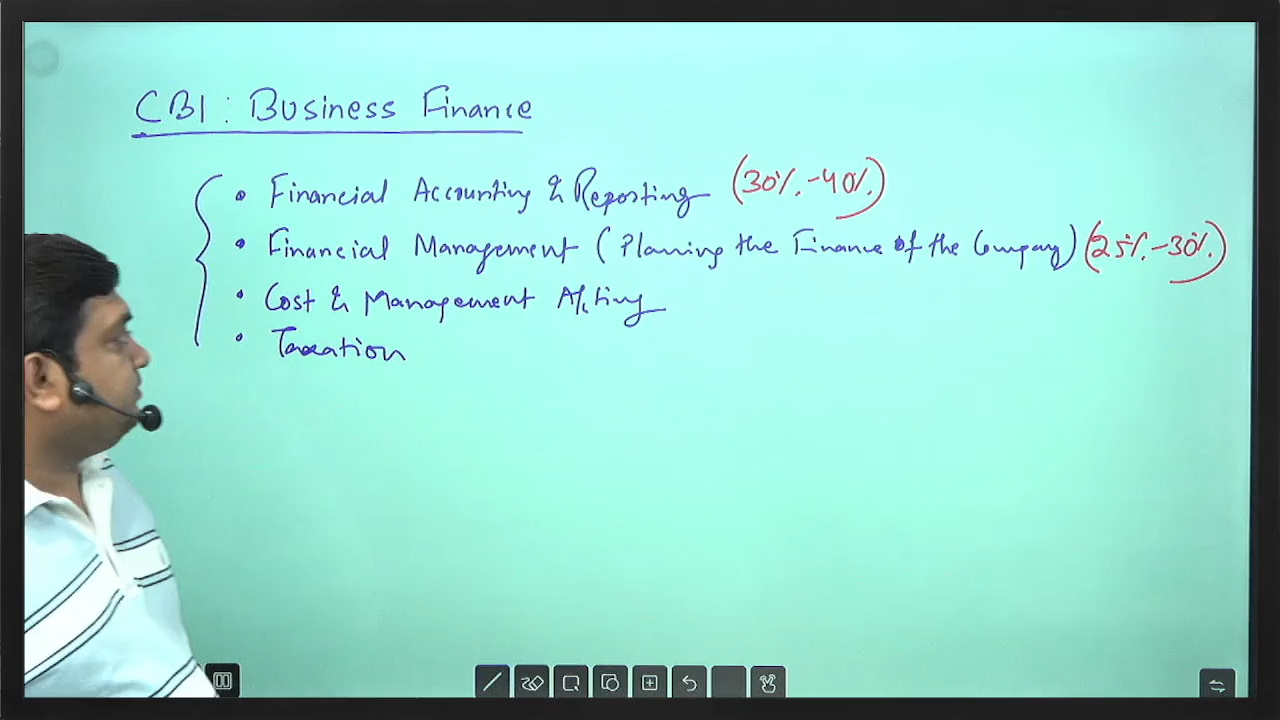 CB1 : Business Finance
• Financial Accounting & Reporting (30% - 40%)
• Financial Management ( Planning the Finance of the Company) (25% - 30%)
• Cost & Management A/cting
• Taxation